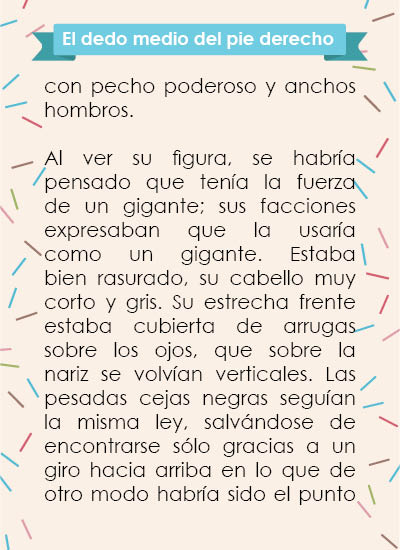 El dedo medio del pie derecho
con pecho poderoso y anchos
hombros.
Al ver su figura, se habría
pensado que tenía la fuerza
de un gigante; sus facciones
expresaban que la usaría
como un gigante. Estaba
bien rasurado, su cabello muy
corto y gris. Su estrecha frente
estaba cubierta de arrugas
sobre los ojos, que sobre la
nariz se volvían verticales. Las
pesadas cejas negras seguían
la misma ley, salvándose de
encontrarse sólo gracias a un
giro hacia arriba en lo que de
otro modo habría sido el punto